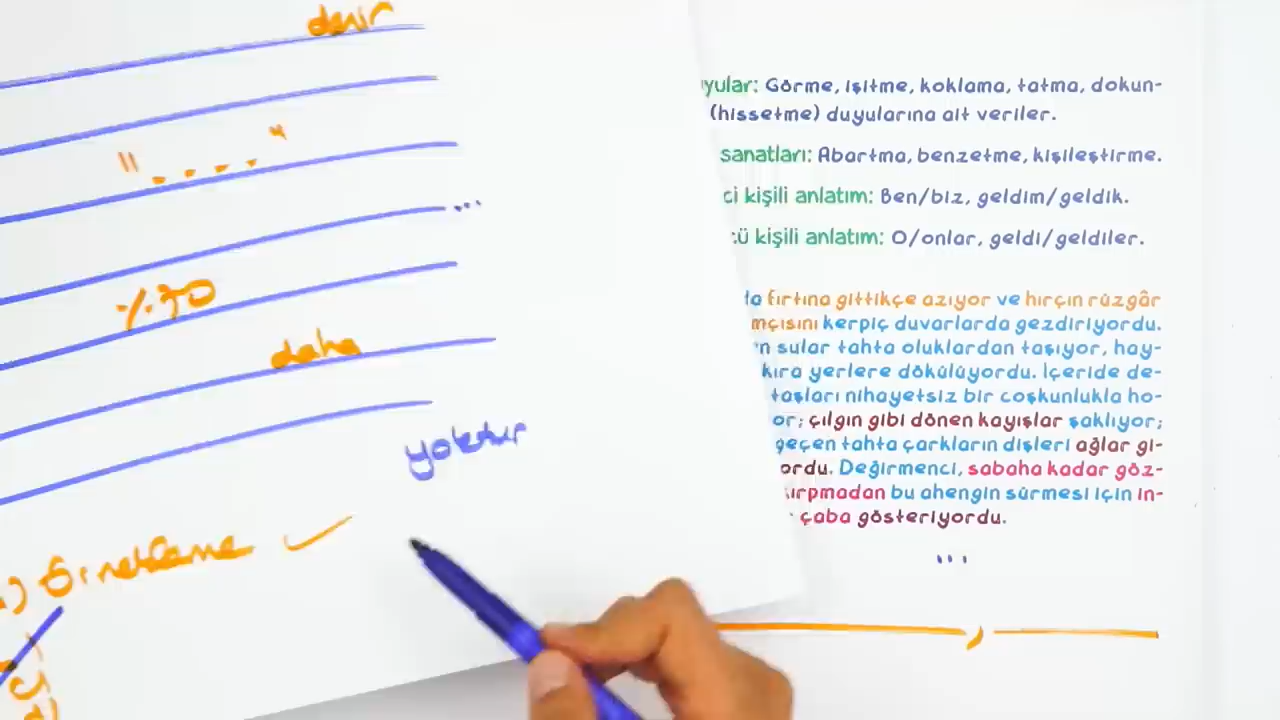 denir
" . . . . "
...
%70
daha
yoktur
) Örnekleme ✓
yular: Görme, işitme, koklama, tatma, dokun-
(hissetme) duyularına ait veriler.
sanatları: Abartma, benzetme, kişileştirme.
ci kişili anlatım: Ben/biz, geldim/geldik.
cü kişili anlatım: O/onlar, geldi/geldiler.
da fırtına gittikçe azıyor ve hırçın rüzgâr
mçısını kerpiç duvarlarda gezdiriyordu.
n sular tahta oluklardan taşıyor, hay-
kıra yerlere dökülüyordu. İçeride de-
taşları nihayetsiz bir coşkunlukla ho-
or; çılgın gibi dönen kayışlar şaklıyor;
geçen tahta çarkların dişleri ağlar gi-
ordu. Değirmenci, sabaha kadar göz-
kırpmadan bu ahengin sürmesi için in-
çaba gösteriyordu.
...